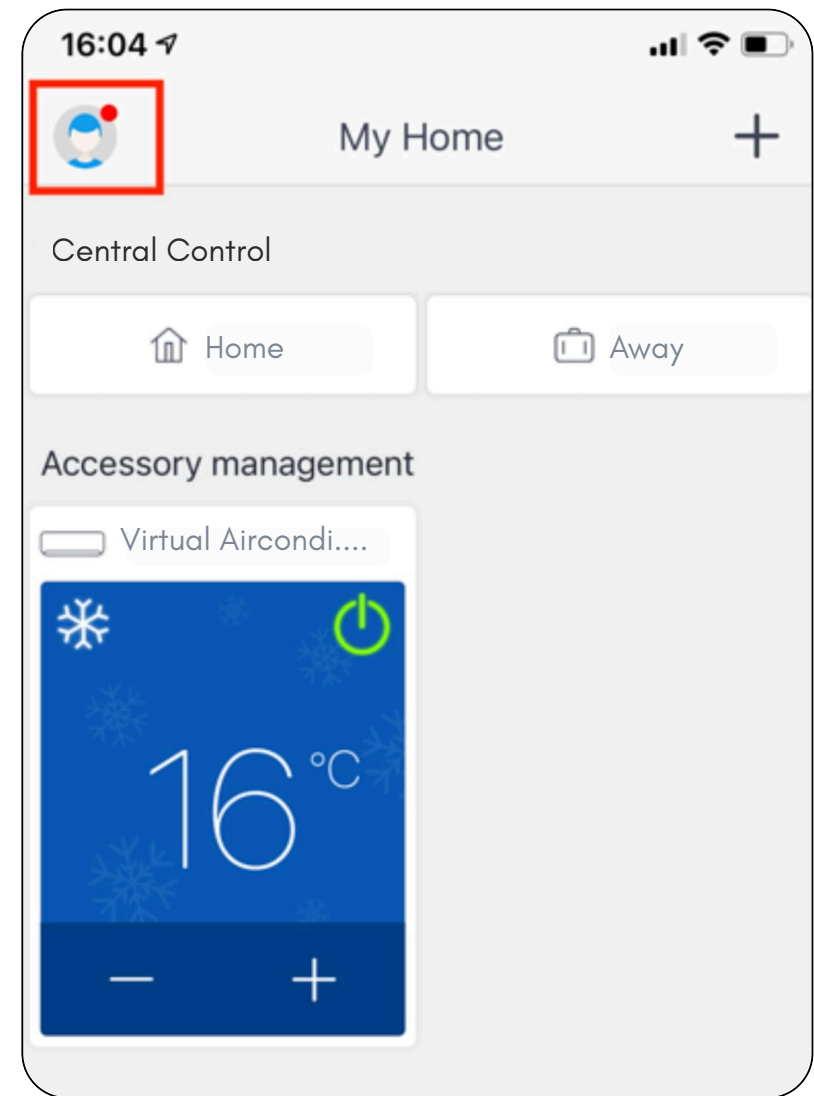 16:04
My Home
Central Control
Home
Away
Accessory management
Virtual Aircondi....
16 °C